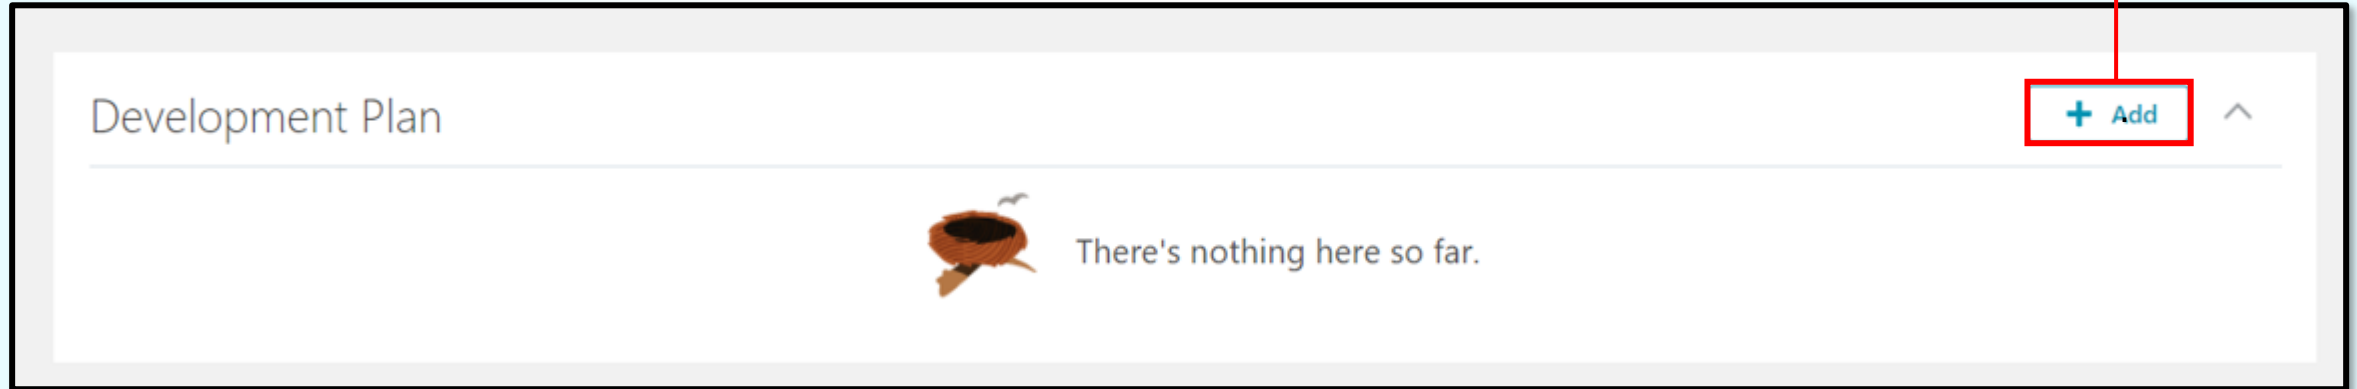 Development Plan
+ Add
There's nothing here so far.